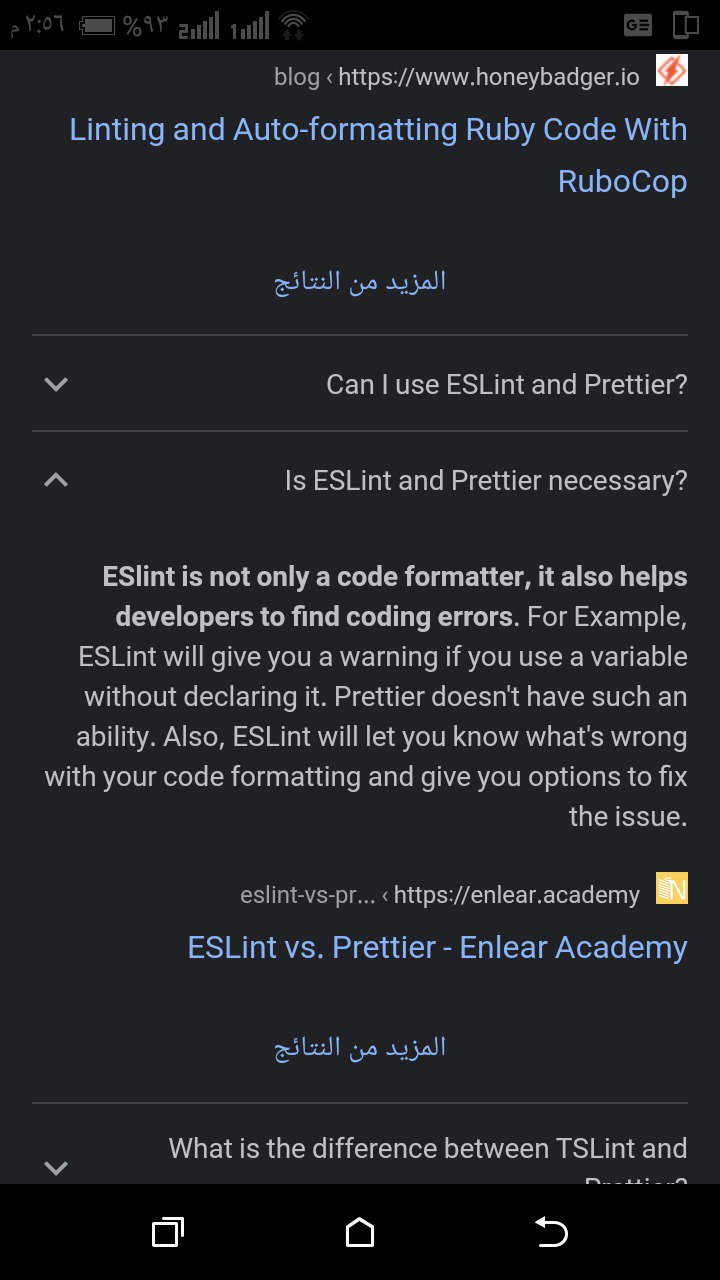 ٢:٥٦ م %٩٣ 2 1 GE
blog › https://www.honeybadger.io
Linting and Auto-formatting Ruby Code With
RuboCop
المزيد من النتائج
Can I use ESLint and Prettier?
Is ESLint and Prettier necessary?
ESlint is not only a code formatter, it also helps
developers to find coding errors. For Example,
ESLint will give you a warning if you use a variable
without declaring it. Prettier doesn't have such an
ability. Also, ESLint will let you know what's wrong
with your code formatting and give you options to fix
the issue.
eslint-vs-pr... ‹ https://enlear.academy
N
ESLint vs. Prettier - Enlear Academy
المزيد من النتائج
What is the difference between TSLint and
Prettier?